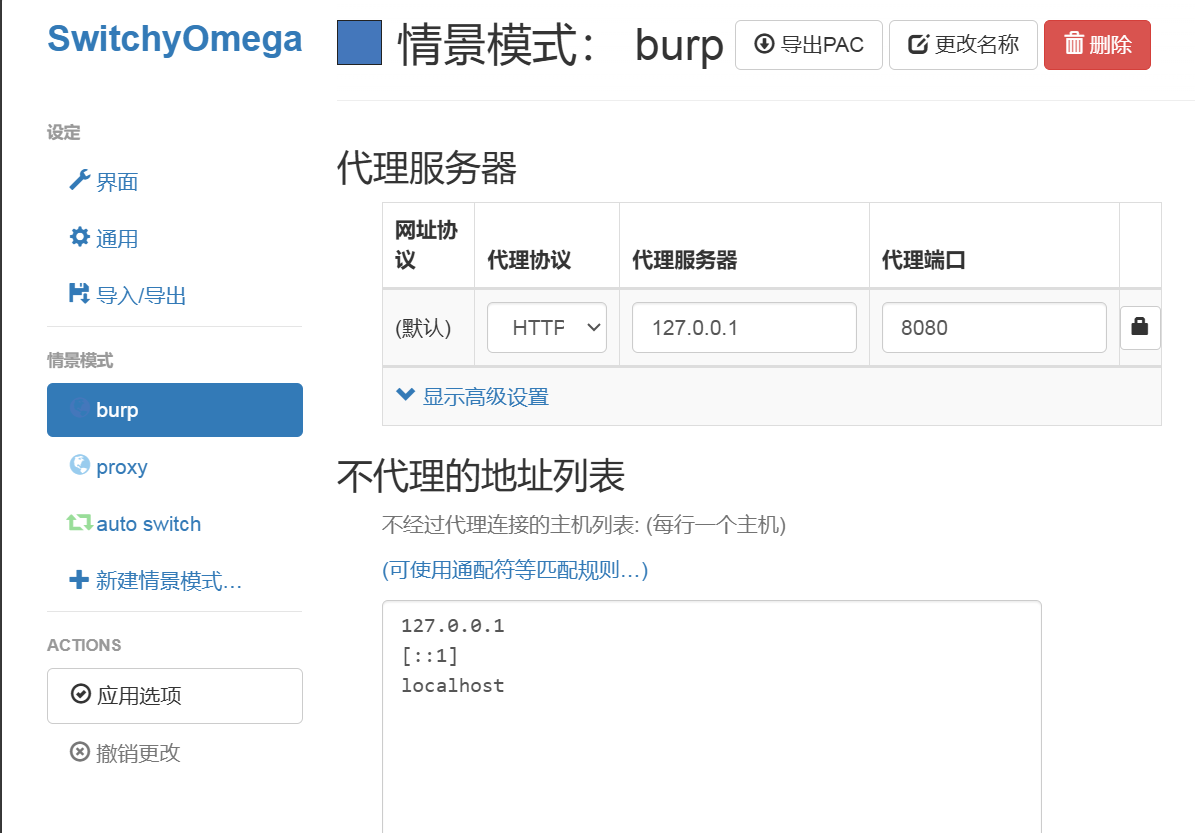 SwitchyOmega
情景模式： burp
导出PAC
更改名称
删除
设定
界面
通用
导入/导出
情景模式
burp
proxy
auto switch
新建情景模式…
ACTIONS
应用选项
撤销更改
代理服务器
网址协
议
代理协议
代理服务器
代理端口
(默认)
HTTP
127.0.0.1
8080
显示高级设置
不代理的地址列表
不经过代理连接的主机列表: (每行一个主机)
(可使用通配符等匹配规则…)
127.0.0.1
[::1]
localhost